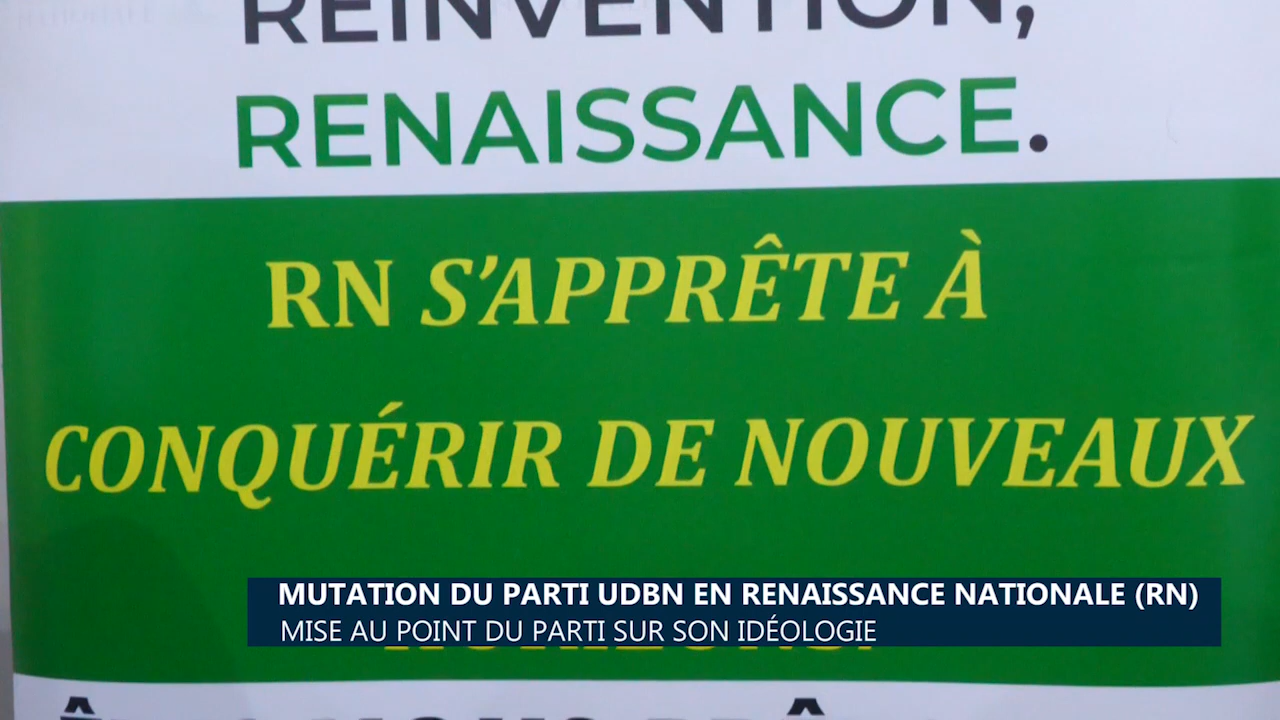 RÉINVENTION,
RENAISSANCE.
RN S'APPRÊTE À
CONQUÉRIR DE NOUVEAUX
MUTATION DU PARTI UDBN EN RENAISSANCE NATIONALE (RN)
MISE AU POINT DU PARTI SUR SON IDÉOLOGIE